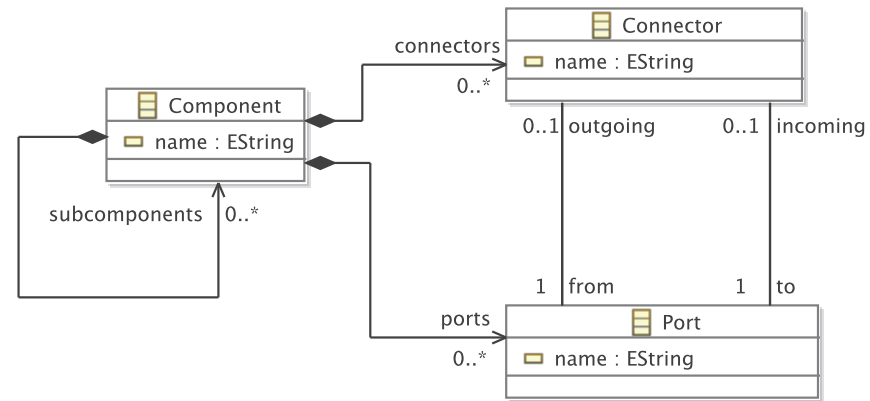 Connector
name : EString
connectors
0..*
Component
name : EString
0..1 outgoing
0..1 incoming
subcomponents 0..*
1 from
1 to
ports
0..*
Port
name : EString